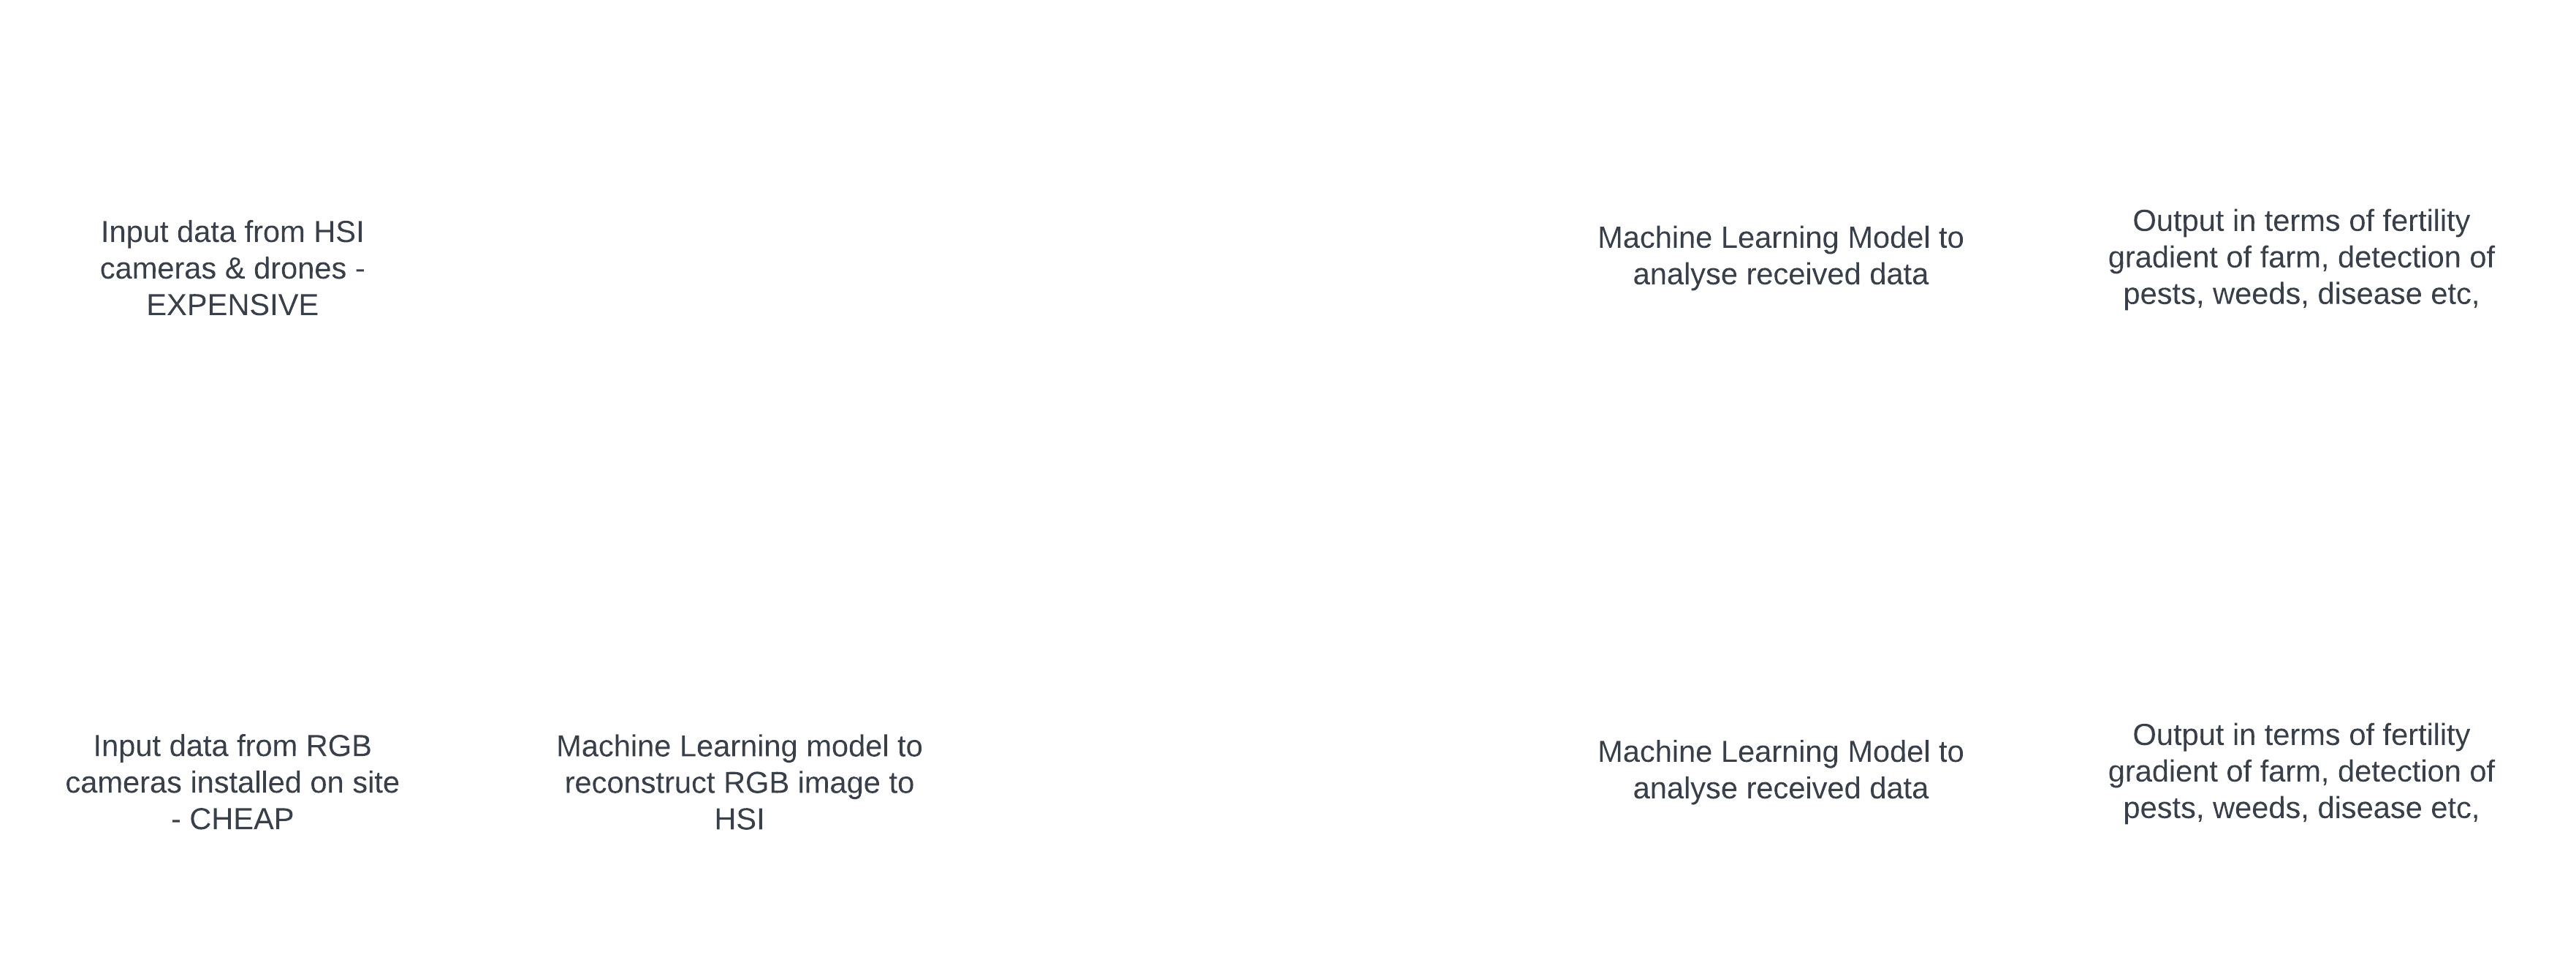 Input data from HSI
cameras & drones -
EXPENSIVE
Machine Learning Model to
analyse received data
Output in terms of fertility
gradient of farm, detection of
pests, weeds, disease etc,
Input data from RGB
cameras installed on site
- CHEAP
Machine Learning model to
reconstruct RGB image to
HSI
Machine Learning Model to
analyse received data
Output in terms of fertility
gradient of farm, detection of
pests, weeds, disease etc,